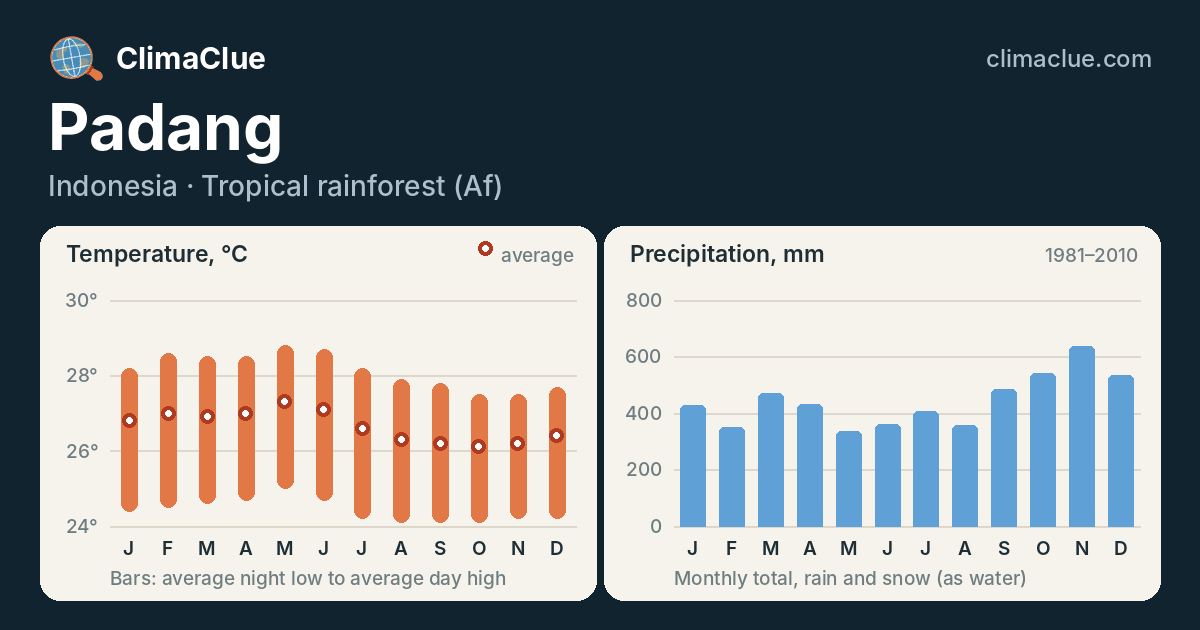 ClimaClue
climaclue.com
Padang
Indonesia · Tropical rainforest (Af)
Temperature, °C
average
30°
28°
26°
24°
J F M A M J J A S O N D
Bars: average night low to average day high
Precipitation, mm
1981–2010
800
600
400
200
0
J F M A M J J A S O N D
Monthly total, rain and snow (as water)